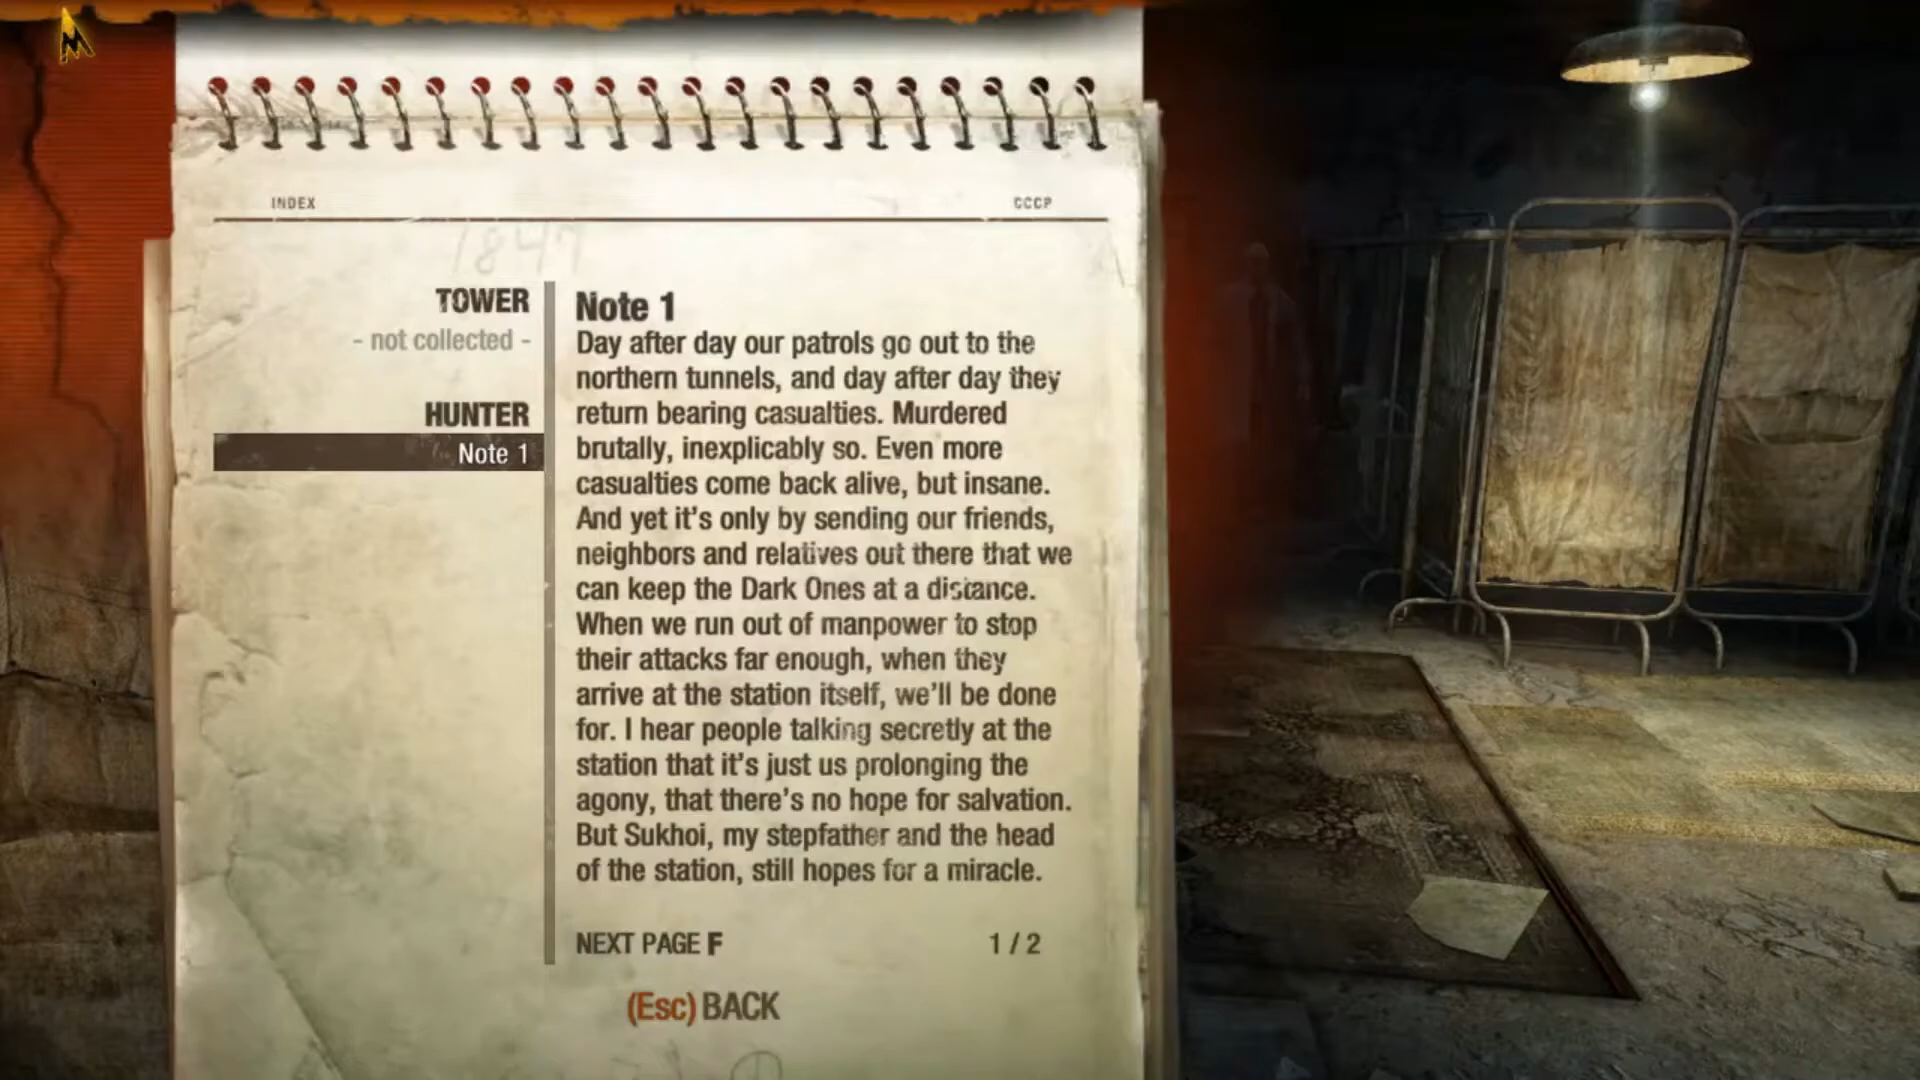 INDEX
CCCP
1847
TOWER
- not collected -
HUNTER
Note 1
Note 1
Day after day our patrols go out to the
northern tunnels, and day after day they
return bearing casualties. Murdered
brutally, inexplicably so. Even more
casualties come back alive, but insane.
And yet it's only by sending our friends,
neighbors and relatives out there that we
can keep the Dark Ones at a distance.
When we run out of manpower to stop
their attacks far enough, when they
arrive at the station itself, we'll be done
for. I hear people talking secretly at the
station that it's just us prolonging the
agony, that there's no hope for salvation.
But Sukhoi, my stepfather and the head
of the station, still hopes for a miracle.
NEXT PAGE F
1 / 2
(Esc) BACK